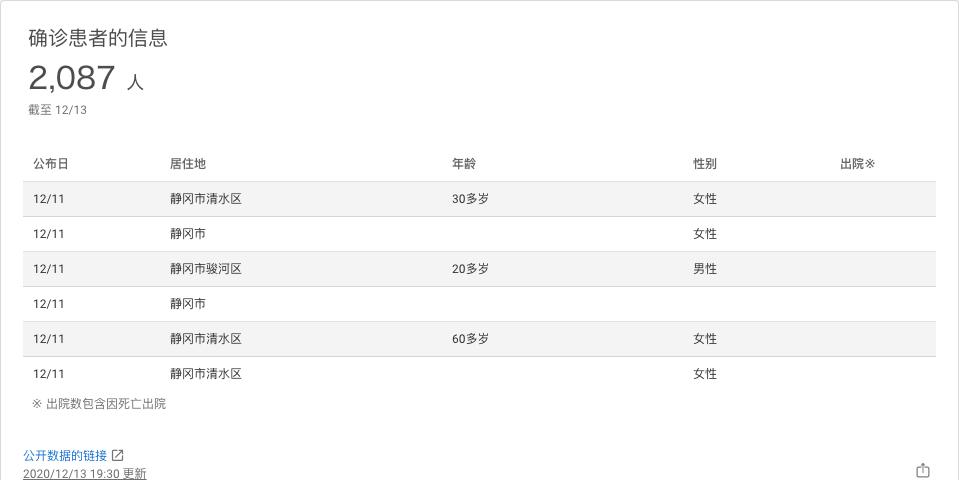 确诊患者的信息
2,087 人
截至 12/13
公布日 居住地 年龄 性别 出院※
12/11 静冈市清水区 30多岁 女性
12/11 静冈市 女性
12/11 静冈市骏河区 20多岁 男性
12/11 静冈市
12/11 静冈市清水区 60多岁 女性
12/11 静冈市清水区 女性
※ 出院数包含因死亡出院
公开数据的链接
2020/12/13 19:30 更新